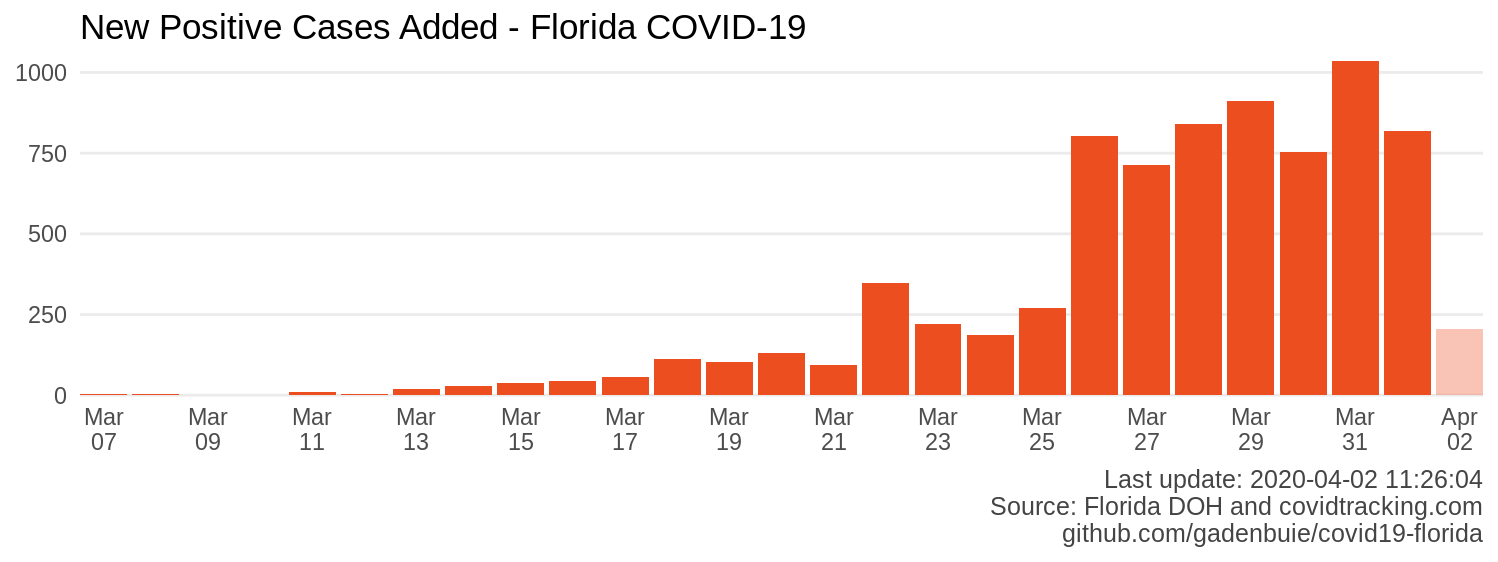 New Positive Cases Added - Florida COVID-19
1000
750
500
250
0
Mar Mar Mar Mar Mar Mar Mar Mar Mar Mar Mar Mar Mar Apr
07 09 11 13 15 17 19 21 23 25 27 29 31 02
Last update: 2020-04-02 11:26:04
Source: Florida DOH and covidtracking.com
github.com/gadenbuie/covid19-florida